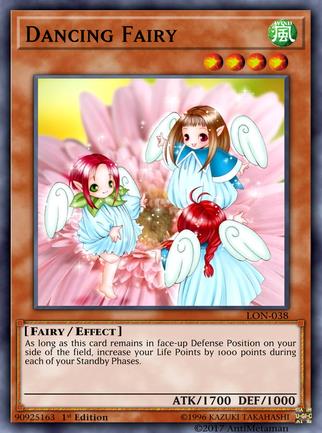 DANCING FAIRY
WIND
風
LON-038
[FAIRY / EFFECT]
As long as this card remains in face-up Defense Position on your
side of the field, increase your Life Points by 1000 points during
each of your Standby Phases.
ATK/1700 DEF/1000
90925163 1st Edition ©1996 KAZUKI TAKAHASHI
©2017 AntiMetaman